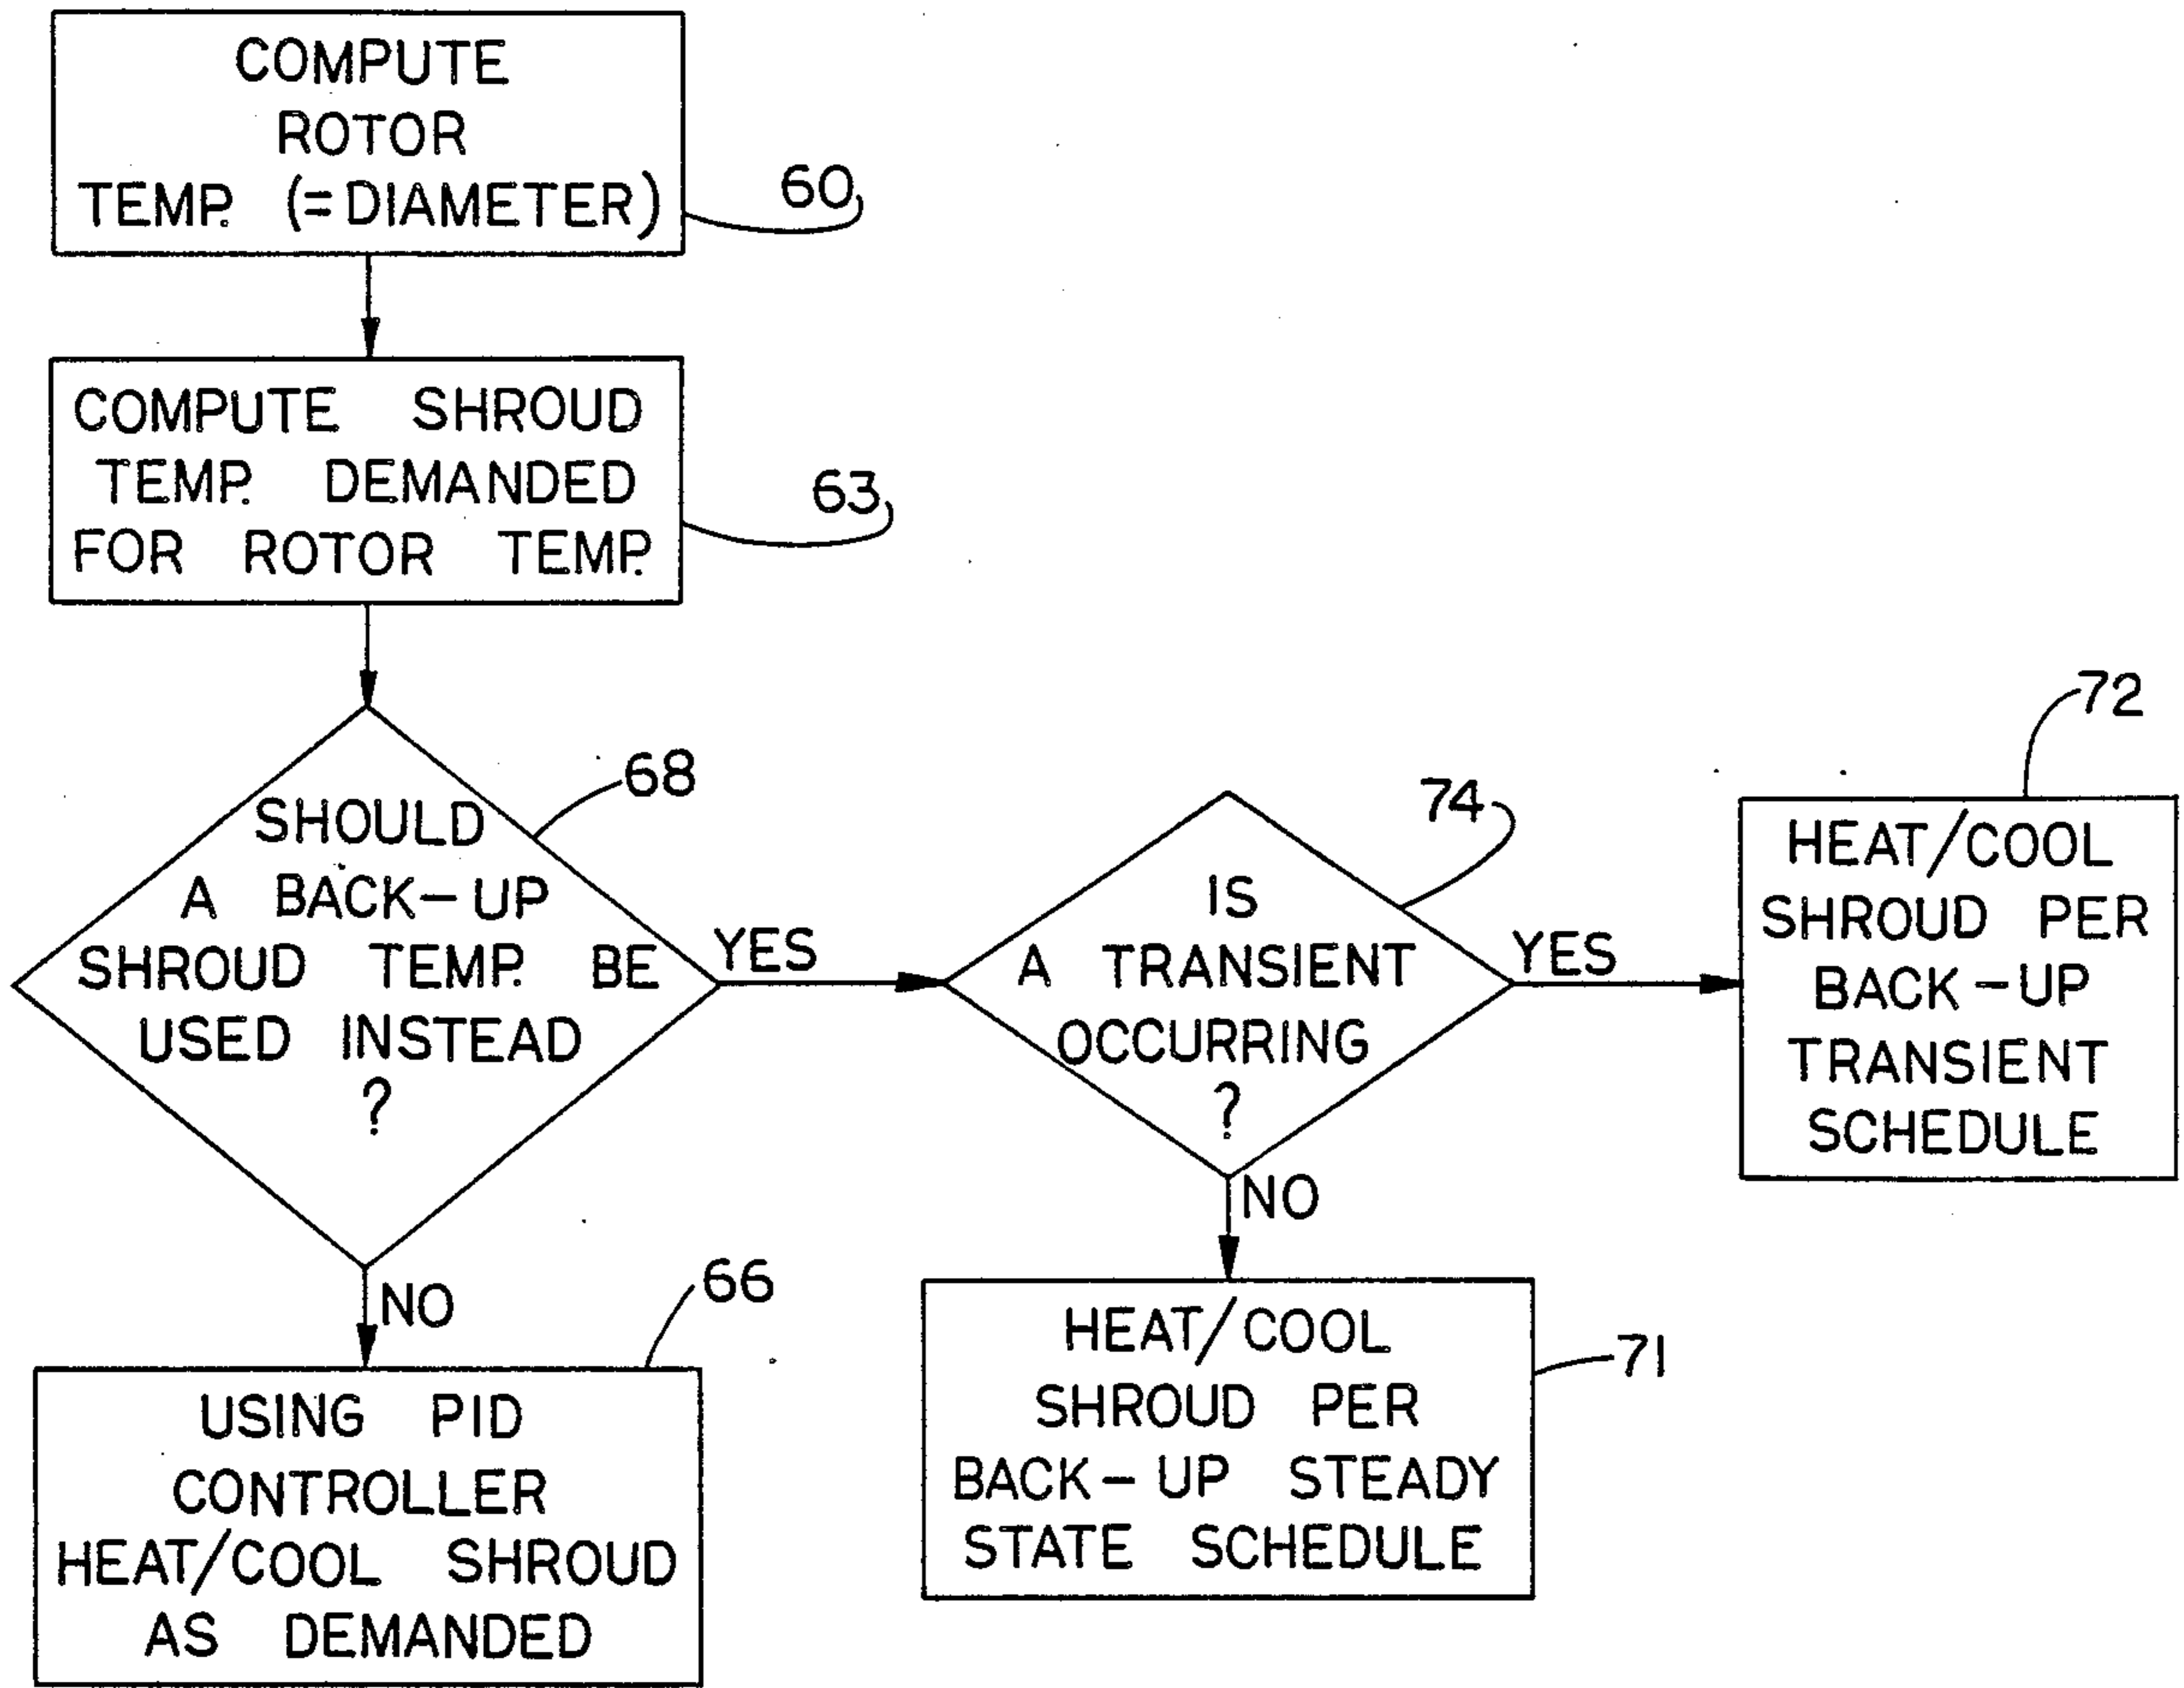 COMPUTE
ROTOR
TEMP. (=DIAMETER)
60
COMPUTE SHROUD
TEMP. DEMANDED
FOR ROTOR TEMP.
63
SHOULD
A BACK-UP
SHROUD TEMP. BE
USED INSTEAD
?
68
YES
NO
IS
A TRANSIENT
OCCURRING
?
74
YES
NO
HEAT/COOL
SHROUD PER
BACK-UP
TRANSIENT
SCHEDULE
72
USING PID
CONTROLLER
HEAT/COOL SHROUD
AS DEMANDED
66
HEAT/COOL
SHROUD PER
BACK-UP STEADY
STATE SCHEDULE
71